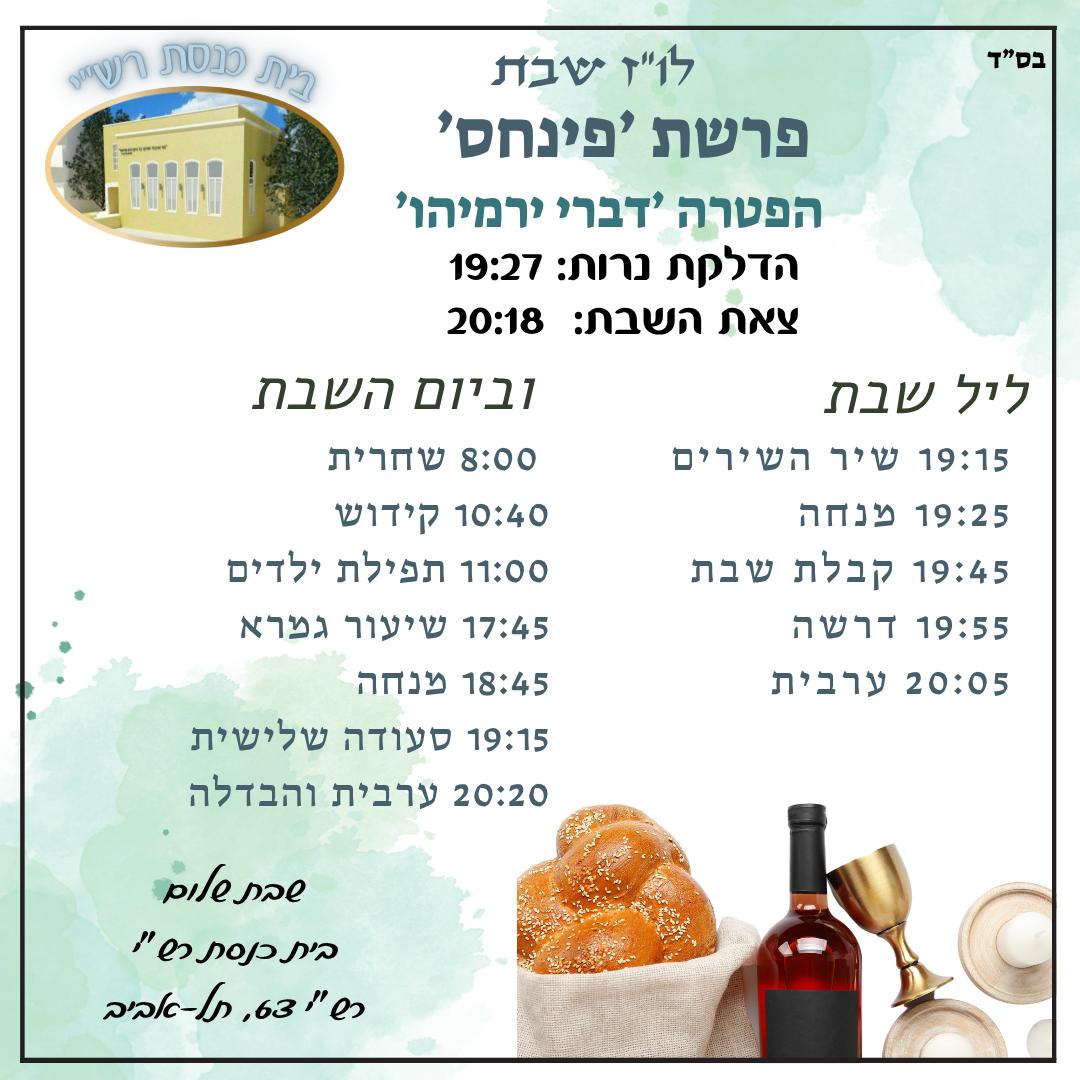 בס"ד
בית כנסת רש"י
לו"ז שבת
פרשת 'פינחס'
הפטרה 'דברי ירמיהו'
הדלקת נרות: 19:27
צאת השבת: 20:18
ליל שבת
19:15 שיר השירים
19:25 מנחה
19:45 קבלת שבת
19:55 דרשה
20:05 ערבית
וביום השבת
8:00 שחרית
10:40 קידוש
11:00 תפילת ילדים
17:45 שיעור גמרא
18:45 מנחה
19:15 סעודה שלישית
20:20 ערבית והבדלה
שבת שלום
בית כנסת רש"י
רש"י 63, תל-אביב